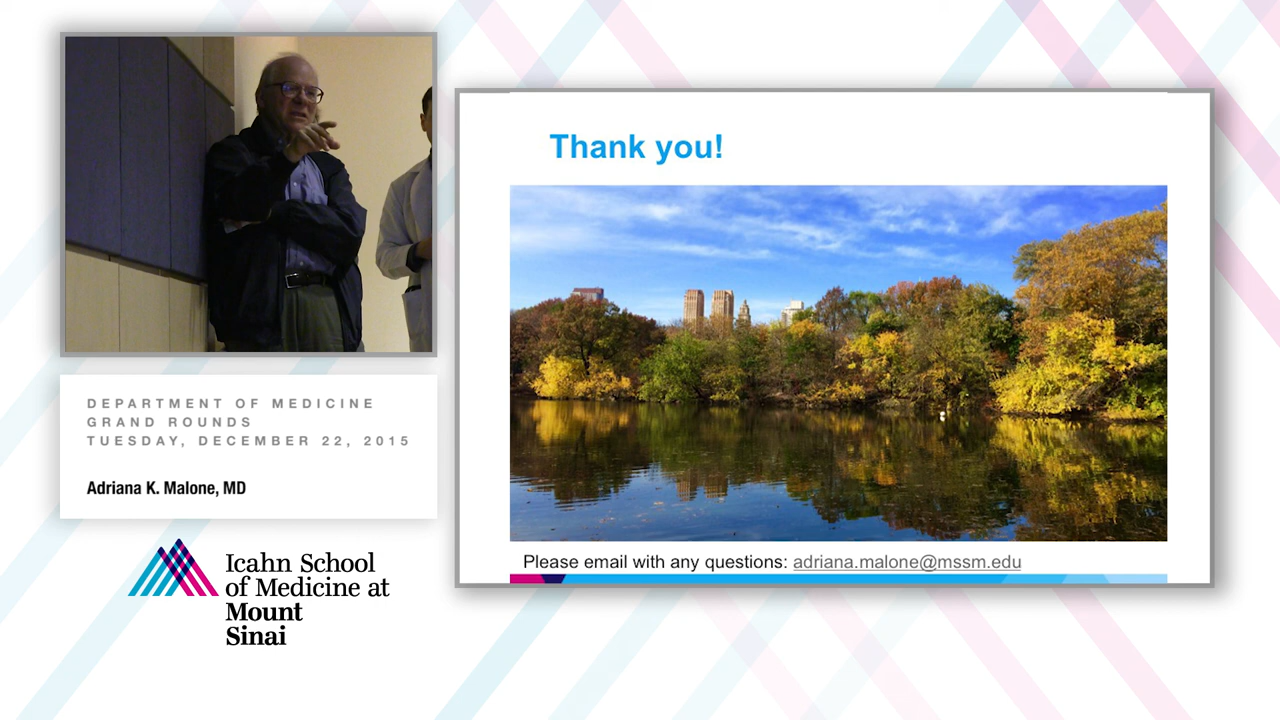 DEPARTMENT OF MEDICINE
GRAND ROUNDS
TUESDAY, DECEMBER 22, 2015
Adriana K. Malone, MD
Icahn School
of Medicine at
Mount
Sinai
Thank you!
Please email with any questions: adriana.malone@mssm.edu